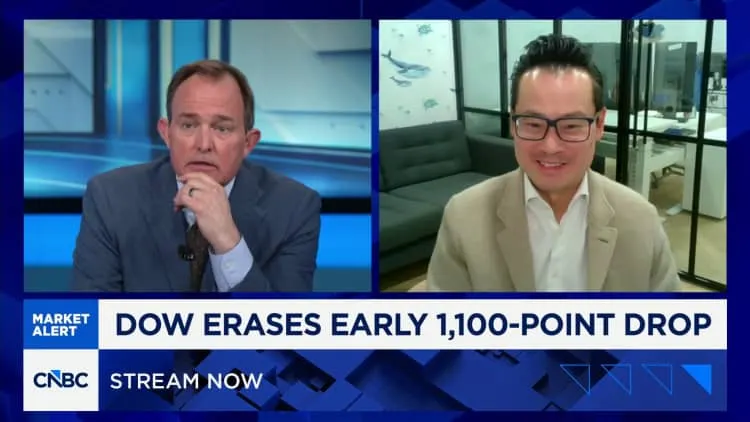 MARKET
ALERT
DOW ERASES EARLY 1,100-POINT DROP
CNBC
STREAM NOW